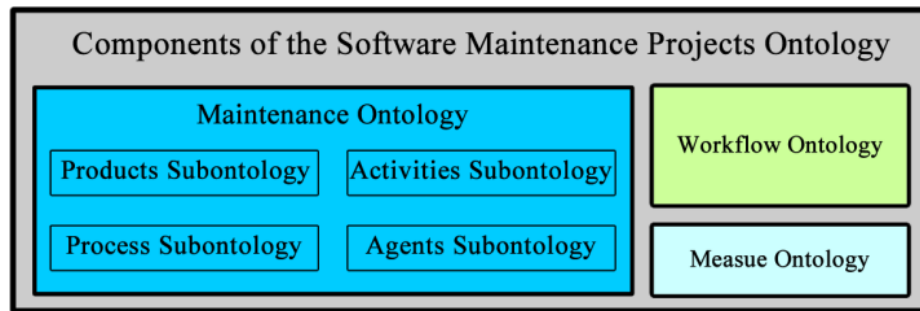 Components of the Software Maintenance Projects Ontology
Maintenance Ontology
Products Subontology
Activities Subontology
Process Subontology
Agents Subontology
Workflow Ontology
Measue Ontology